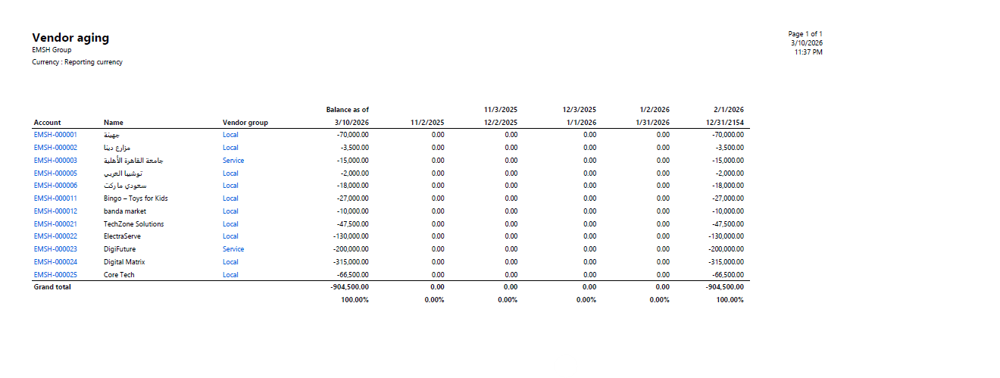 Vendor aging
EMSH Group
Currency : Reporting currency
Page 1 of 1
3/10/2026
11:37 PM
Balance as of 11/3/2025 12/3/2025 1/2/2026 2/1/2026
Account Name Vendor group 3/10/2026 11/2/2025 12/2/2025 1/1/2026 1/31/2026 12/31/2154
EMSH-000001 جهينة Local -70,000.00 0.00 0.00 0.00 0.00 -70,000.00
EMSH-000002 مزارع دينا Local -3,500.00 0.00 0.00 0.00 0.00 -3,500.00
EMSH-000003 جامعة القاهرة الأهلية Service -15,000.00 0.00 0.00 0.00 0.00 -15,000.00
EMSH-000005 توشيبا العربي Local -2,000.00 0.00 0.00 0.00 0.00 -2,000.00
EMSH-000006 سعودي ماركت Local -18,000.00 0.00 0.00 0.00 0.00 -18,000.00
EMSH-000011 Bingo – Toys for Kids Local -27,000.00 0.00 0.00 0.00 0.00 -27,000.00
EMSH-000012 banda market Local -10,000.00 0.00 0.00 0.00 0.00 -10,000.00
EMSH-000021 TechZone Solutions Local -47,500.00 0.00 0.00 0.00 0.00 -47,500.00
EMSH-000022 ElectraServe Local -130,000.00 0.00 0.00 0.00 0.00 -130,000.00
EMSH-000023 DigiFuture Service -200,000.00 0.00 0.00 0.00 0.00 -200,000.00
EMSH-000024 Digital Matrix Local -315,000.00 0.00 0.00 0.00 0.00 -315,000.00
EMSH-000025 Core Tech Local -66,500.00 0.00 0.00 0.00 0.00 -66,500.00
Grand total -904,500.00 0.00 0.00 0.00 0.00 -904,500.00
100.00% 0.00% 0.00% 0.00% 0.00% 100.00%